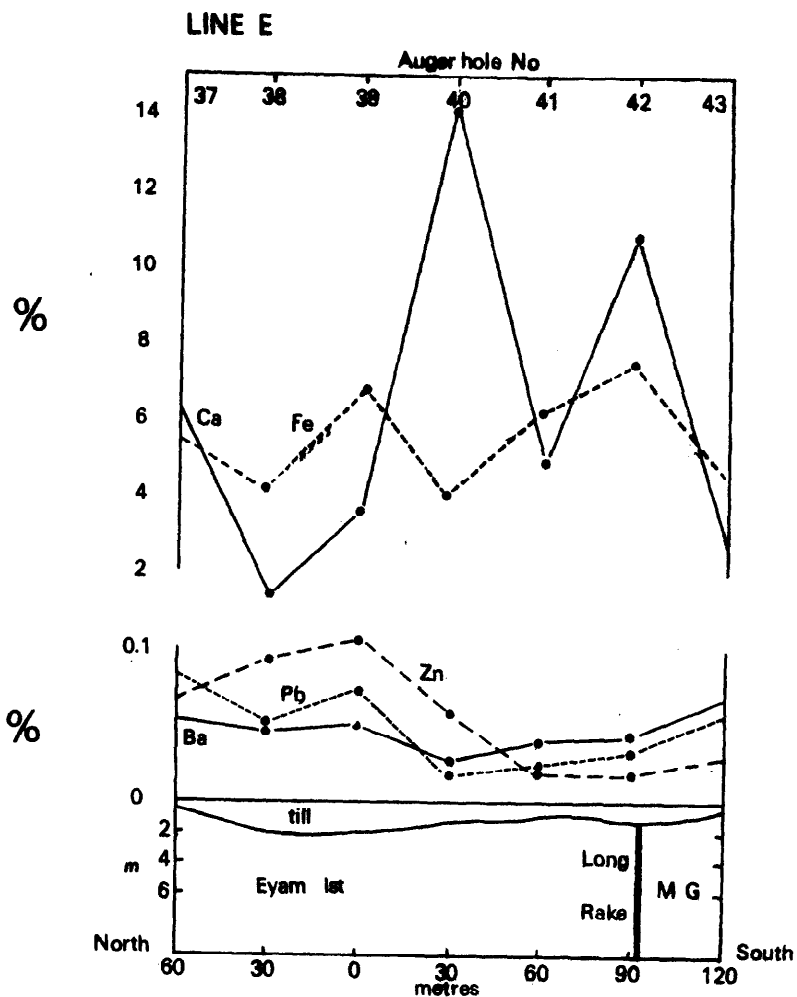 LINE E
Auger hole No
37 38 39 40 41 42 43
14
12
10
%
8
6
Ca
Fe
4
2
0.1
Zn
Pb
%
Ba
0
till
2
m
4
Long
6
Eyam lst
M G
Rake
North
South
60 30 0 30 60 90 120
metres